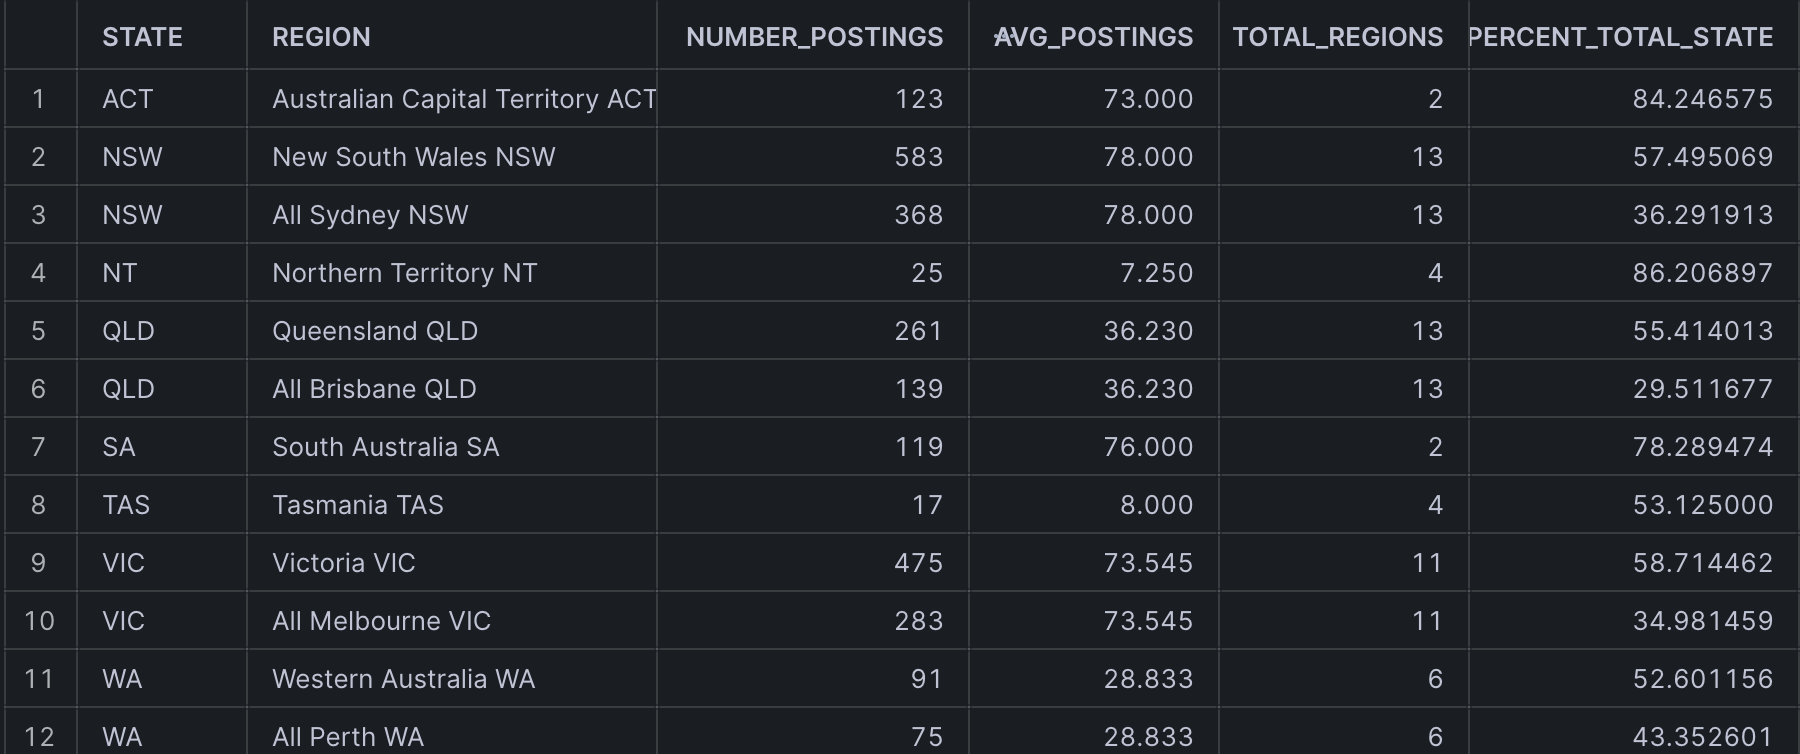 STATE REGION NUMBER_POSTINGS AVG_POSTINGS TOTAL_REGIONS PERCENT_TOTAL_STATE
1 ACT Australian Capital Territory ACT 123 73.000 2 84.246575
2 NSW New South Wales NSW 583 78.000 13 57.495069
3 NSW All Sydney NSW 368 78.000 13 36.291913
4 NT Northern Territory NT 25 7.250 4 86.206897
5 QLD Queensland QLD 261 36.230 13 55.414013
6 QLD All Brisbane QLD 139 36.230 13 29.511677
7 SA South Australia SA 119 76.000 2 78.289474
8 TAS Tasmania TAS 17 8.000 4 53.125000
9 VIC Victoria VIC 475 73.545 11 58.714462
10 VIC All Melbourne VIC 283 73.545 11 34.981459
11 WA Western Australia WA 91 28.833 6 52.601156
12 WA All Perth WA 75 28.833 6 43.352601